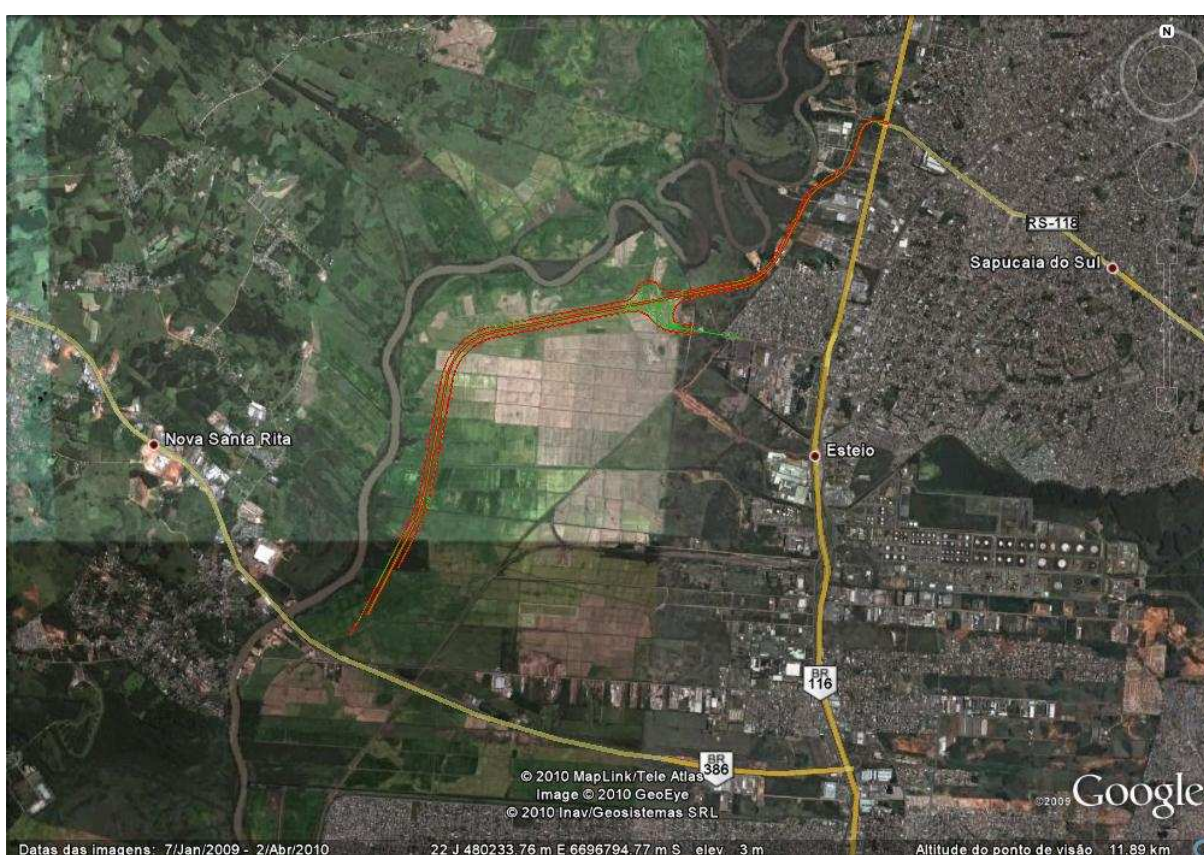 N
RS-118
Sapucaia do Sul
Nova Santa Rita
Esteio
BR
116
BR
386
© 2010 MapLink/Tele Atlas
Image © 2010 GeoEye
© 2010 Inav/Geosistemas SRL
©2009 Google
Datas das imagens: 7/Jan/2009 - 2/Abr/2010
22 J 480233.76 m E 6696794.77 m S elev 3 m
Altitude do ponto de visão 11.89 km